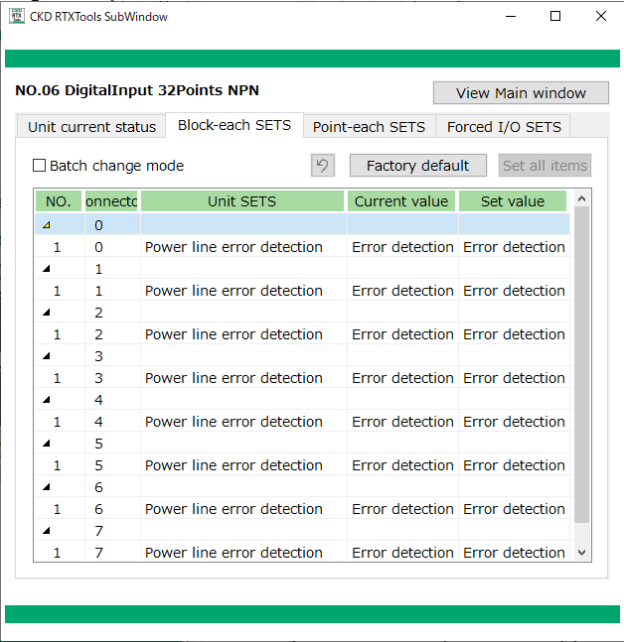 CKD RTXTools SubWindow
NO.06 DigitalInput 32Points NPN
View Main window
Unit current status Block-each SETS Point-each SETS Forced I/O SETS
Batch change mode Factory default Set all items
NO. onnectc Unit SETS Current value Set value
0
1 0 Power line error detection Error detection Error detection
1
1 1 Power line error detection Error detection Error detection
2
1 2 Power line error detection Error detection Error detection
3
1 3 Power line error detection Error detection Error detection
4
1 4 Power line error detection Error detection Error detection
5
1 5 Power line error detection Error detection Error detection
6
1 6 Power line error detection Error detection Error detection
7
1 7 Power line error detection Error detection Error detection